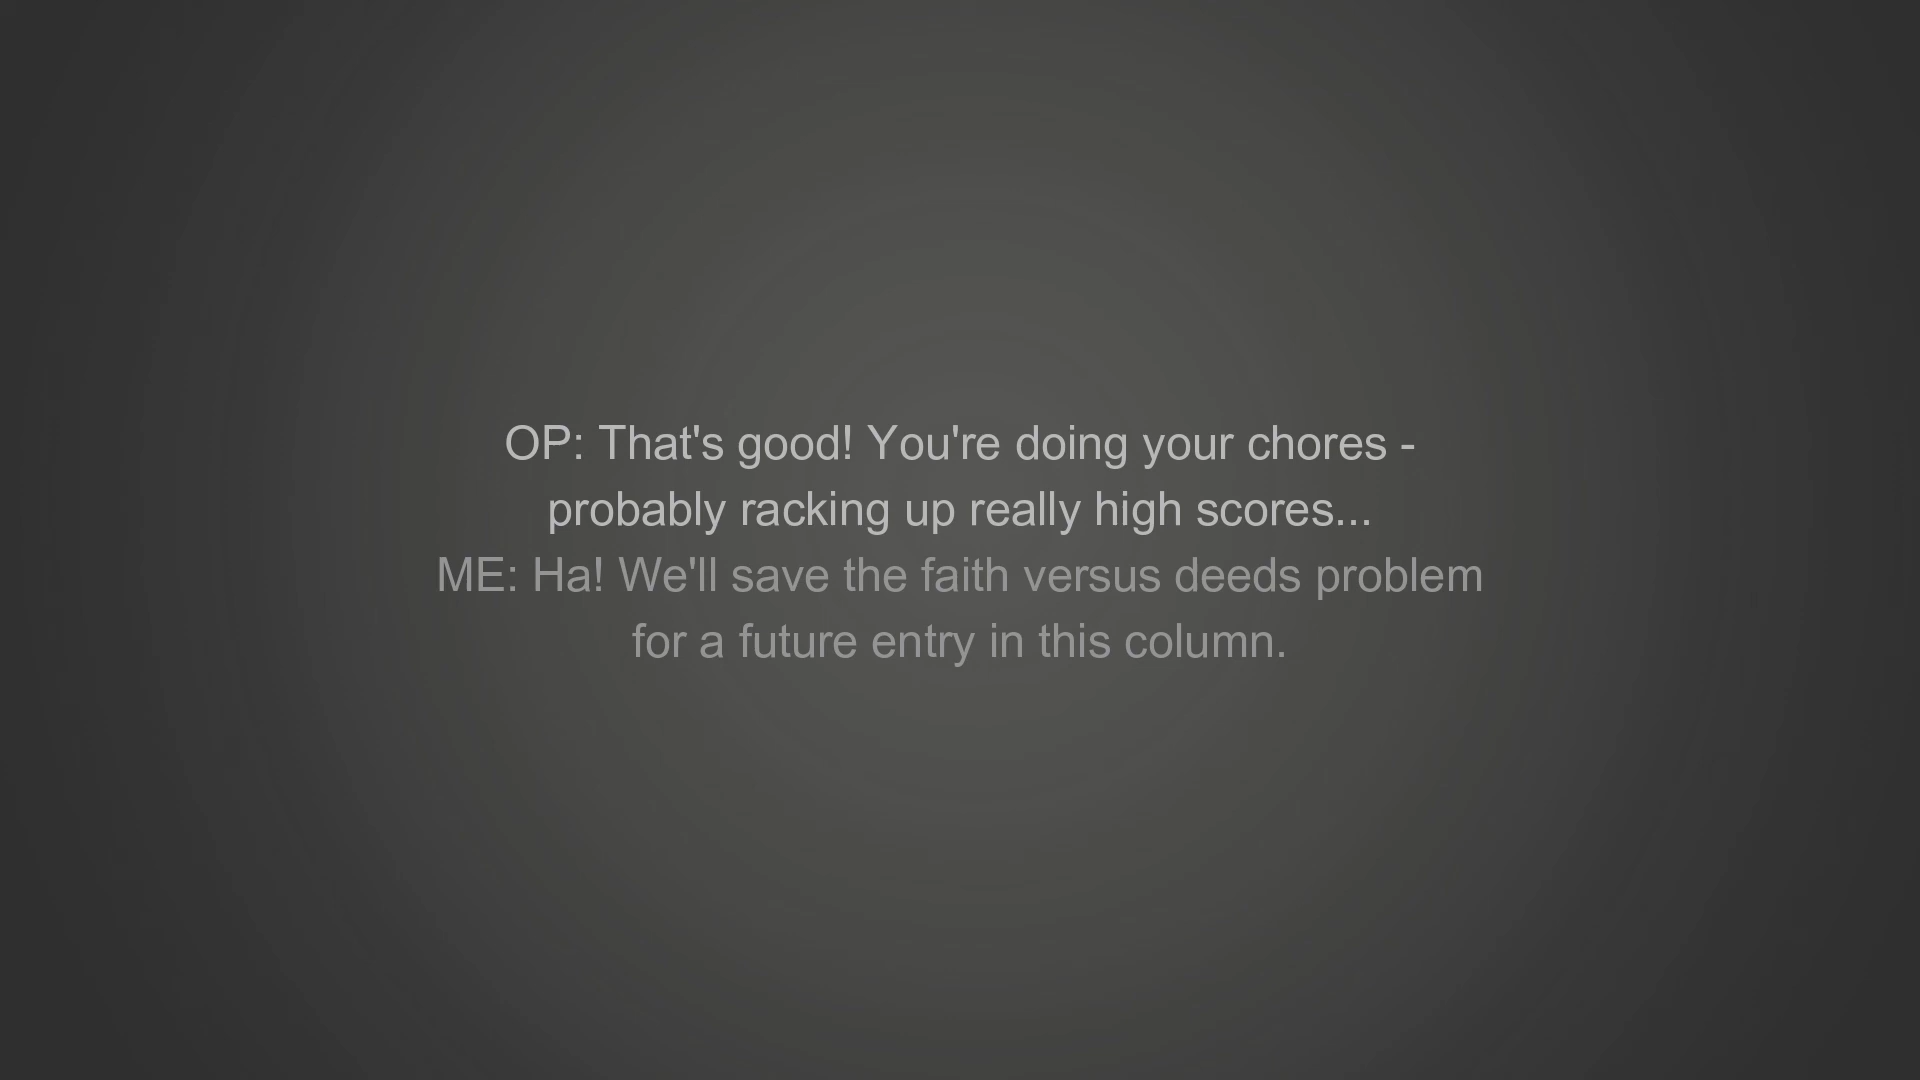 OP: That's good! You're doing your chores -
probably racking up really high scores...
ME: Ha! We'll save the faith versus deeds problem
for a future entry in this column.